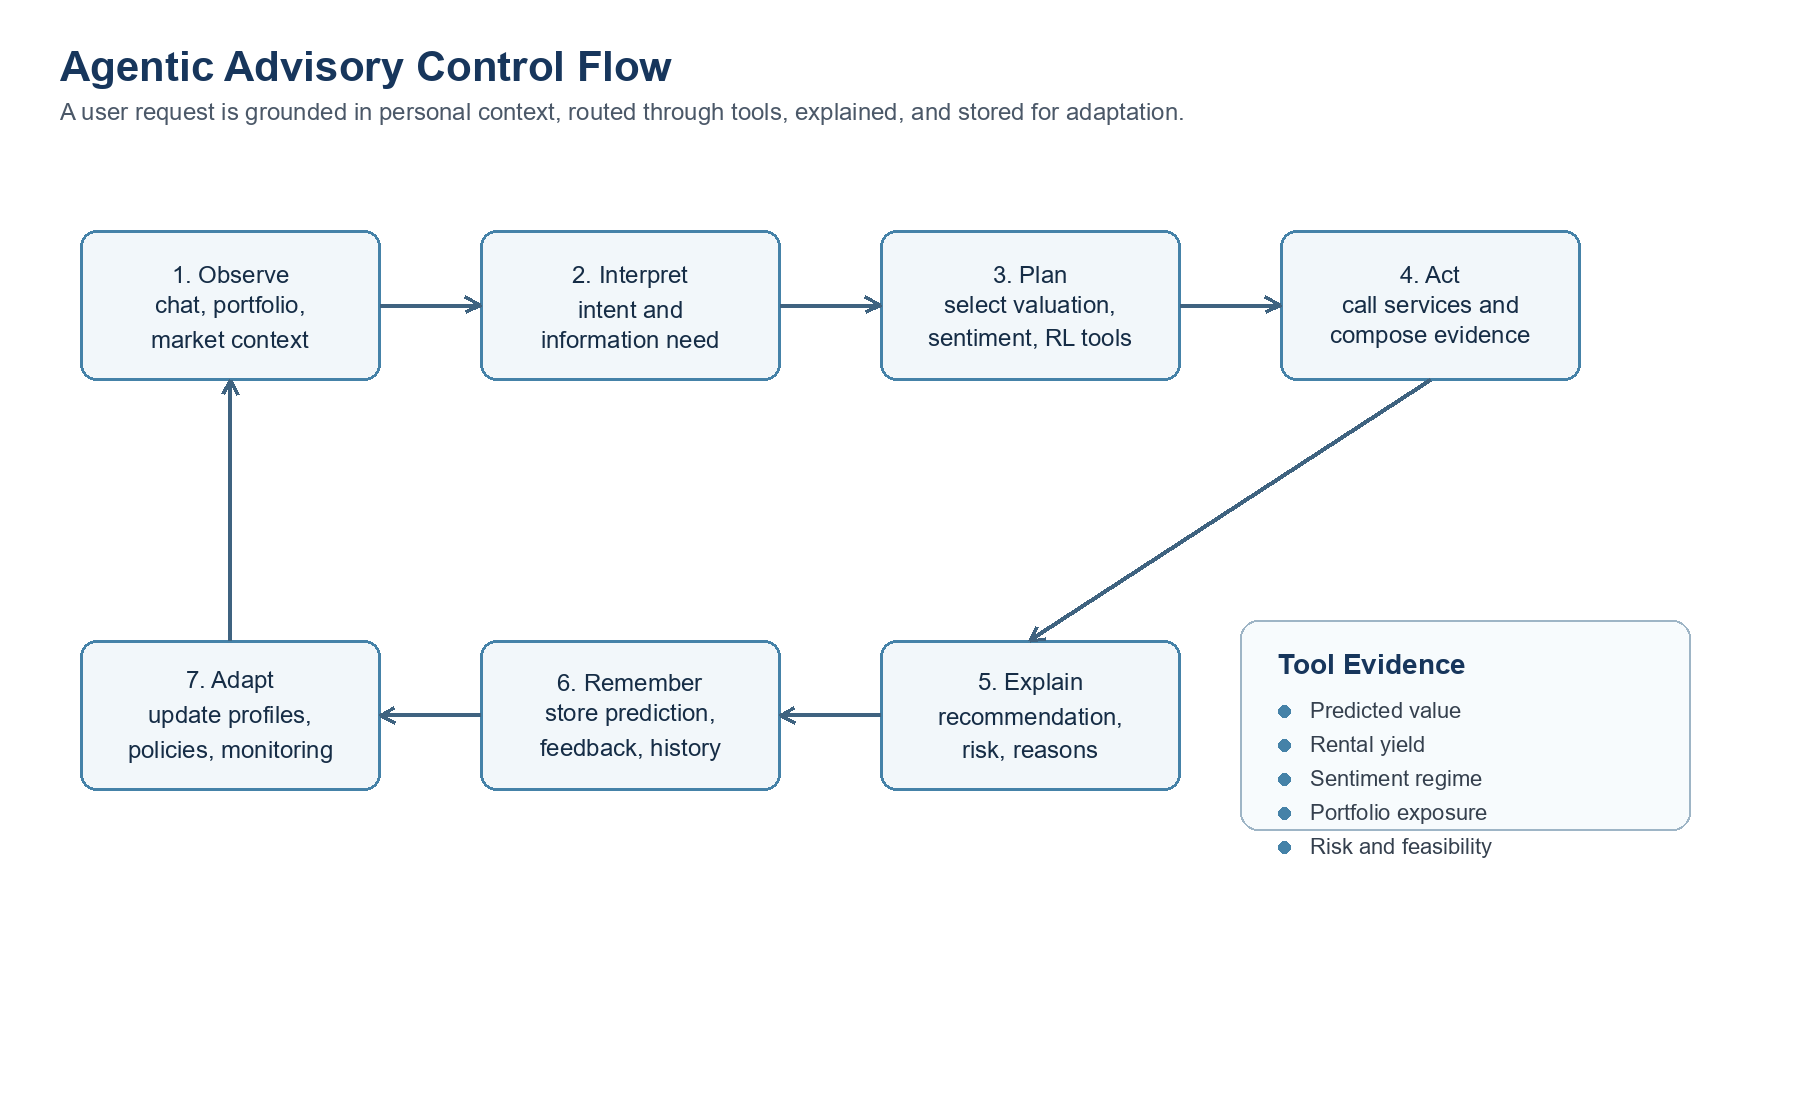 Agentic Advisory Control Flow
A user request is grounded in personal context, routed through tools, explained, and stored for adaptation.
1. Observe
chat, portfolio,
market context
2. Interpret
intent and
information need
3. Plan
select valuation,
sentiment, RL tools
4. Act
call services and
compose evidence
5. Explain
recommendation,
risk, reasons
6. Remember
store prediction,
feedback, history
7. Adapt
update profiles,
policies, monitoring
Tool Evidence
Predicted value
Rental yield
Sentiment regime
Portfolio exposure
Risk and feasibility